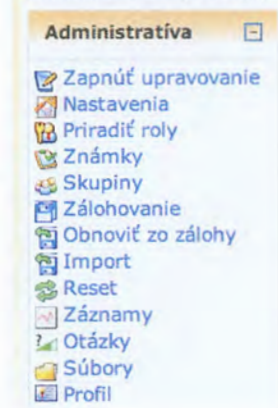 Administratíva
Zapnúť upravovanie
Nastavenia
Priradiť roly
Známky
Skupiny
Zálohovanie
Obnoviť zo zálohy
Import
Reset
Záznamy
Otázky
Súbory
Profil